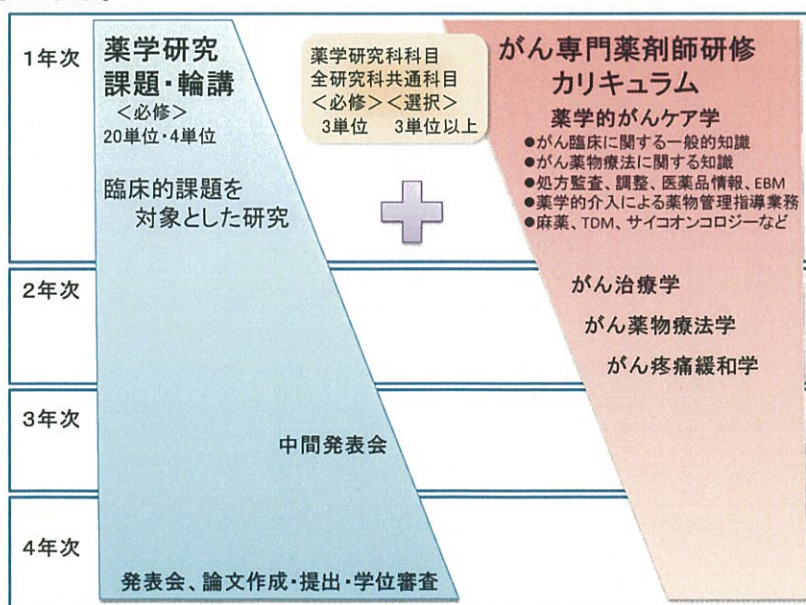 1年次
薬学研究
課題・輪講
＜必修＞
20単位・4単位
臨床的課題を
対象とした研究
薬学研究科科目
全研究科共通科目
＜必修＞＜選択＞
3単位 3単位以上
がん専門薬剤師研修
カリキュラム
薬学的がんケア学
●がん臨床に関する一般的知識
●がん薬物療法に関する知識
●処方監査、調整、医薬品情報、EBM
●薬学的介入による薬物管理指導業務
●麻薬、TDM、サイコオンコロジーなど
2年次
がん治療学
がん薬物療法学
がん疼痛緩和学
3年次
中間発表会
4年次
発表会、論文作成・提出・学位審査